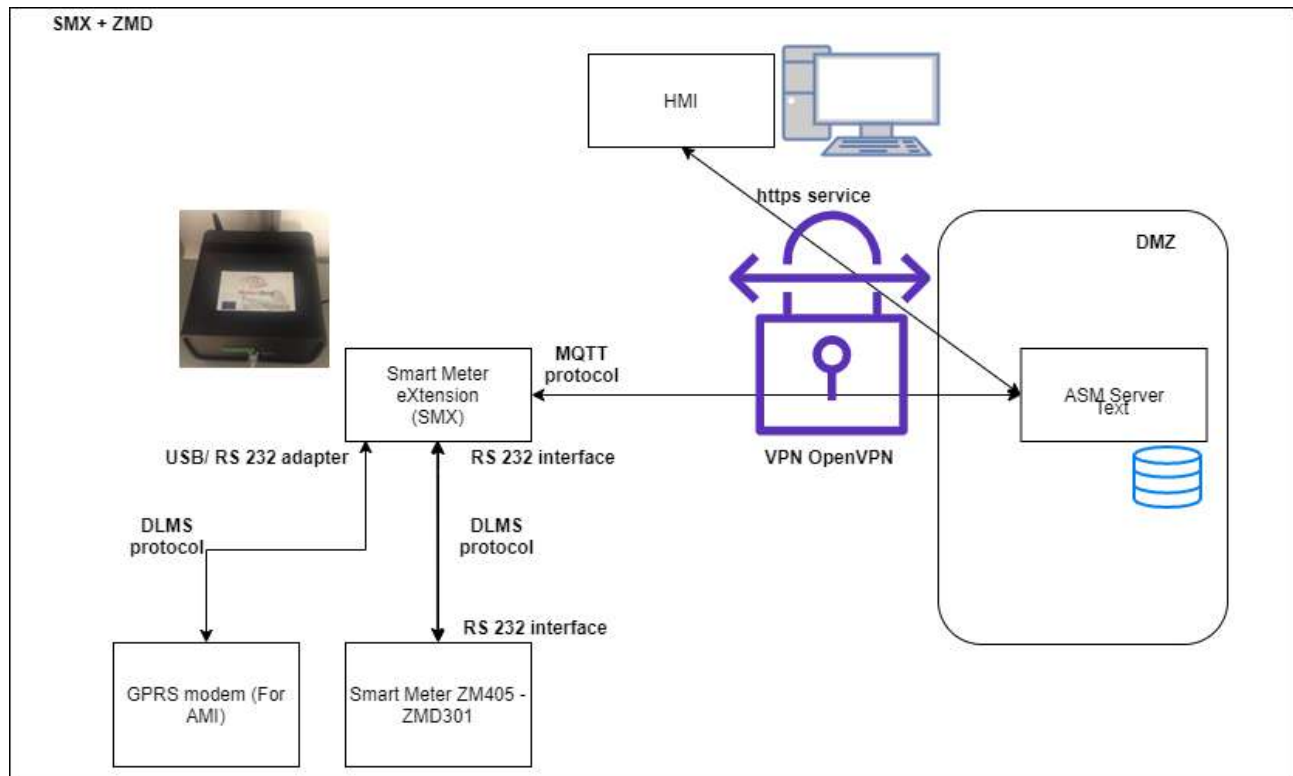 SMX + ZMD
HMI
https service
DMZ
MQTT
protocol
Smart Meter
eXtension
(SMX)
ASM Server
Text
USB/ RS 232 adapter
RS 232 interface
VPN OpenVPN
DLMS
protocol
DLMS
protocol
RS 232 interface
GPRS modem (For
AMI)
Smart Meter ZM405 -
ZMD301